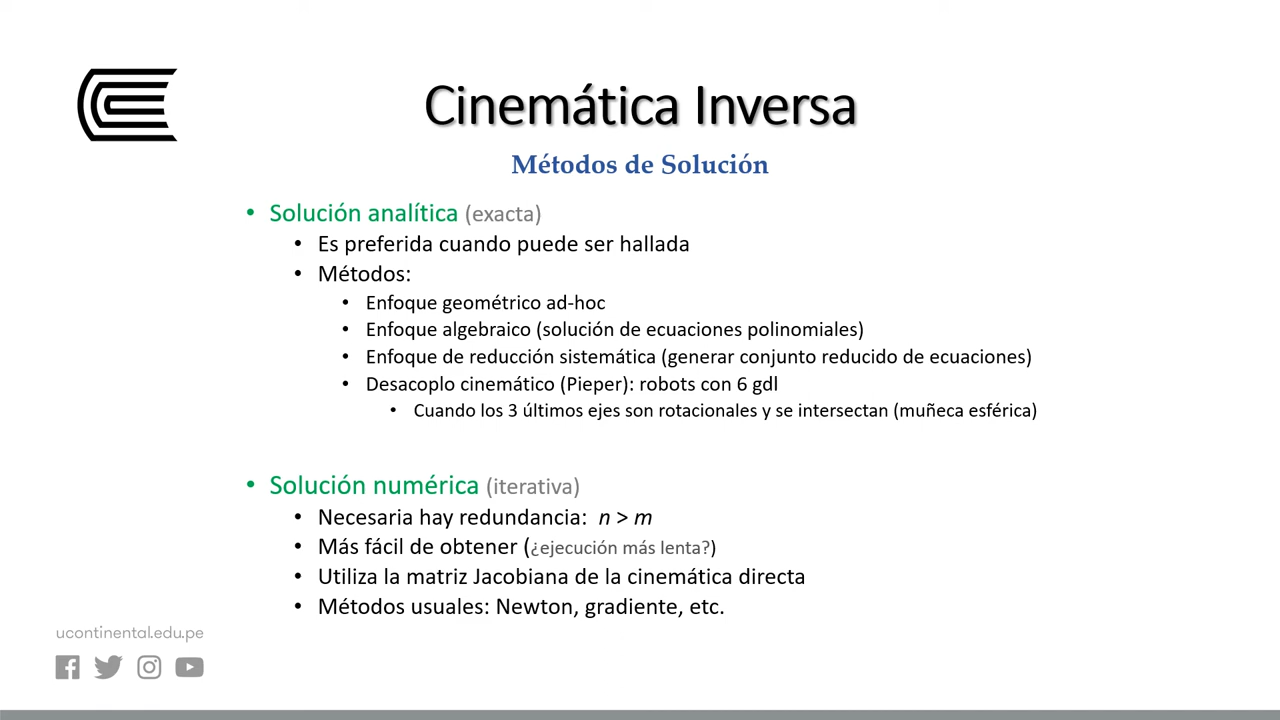 Cinemática Inversa
Métodos de Solución
• Solución analítica (exacta)
• Es preferida cuando puede ser hallada
• Métodos:
• Enfoque geométrico ad-hoc
• Enfoque algebraico (solución de ecuaciones polinomiales)
• Enfoque de reducción sistemática (generar conjunto reducido de ecuaciones)
• Desacoplo cinemático (Pieper): robots con 6 gdl
• Cuando los 3 últimos ejes son rotacionales y se intersectan (muñeca esférica)
• Solución numérica (iterativa)
• Necesaria hay redundancia: n > m
• Más fácil de obtener (¿ejecución más lenta?)
• Utiliza la matriz Jacobiana de la cinemática directa
• Métodos usuales: Newton, gradiente, etc.
ucontinental.edu.pe